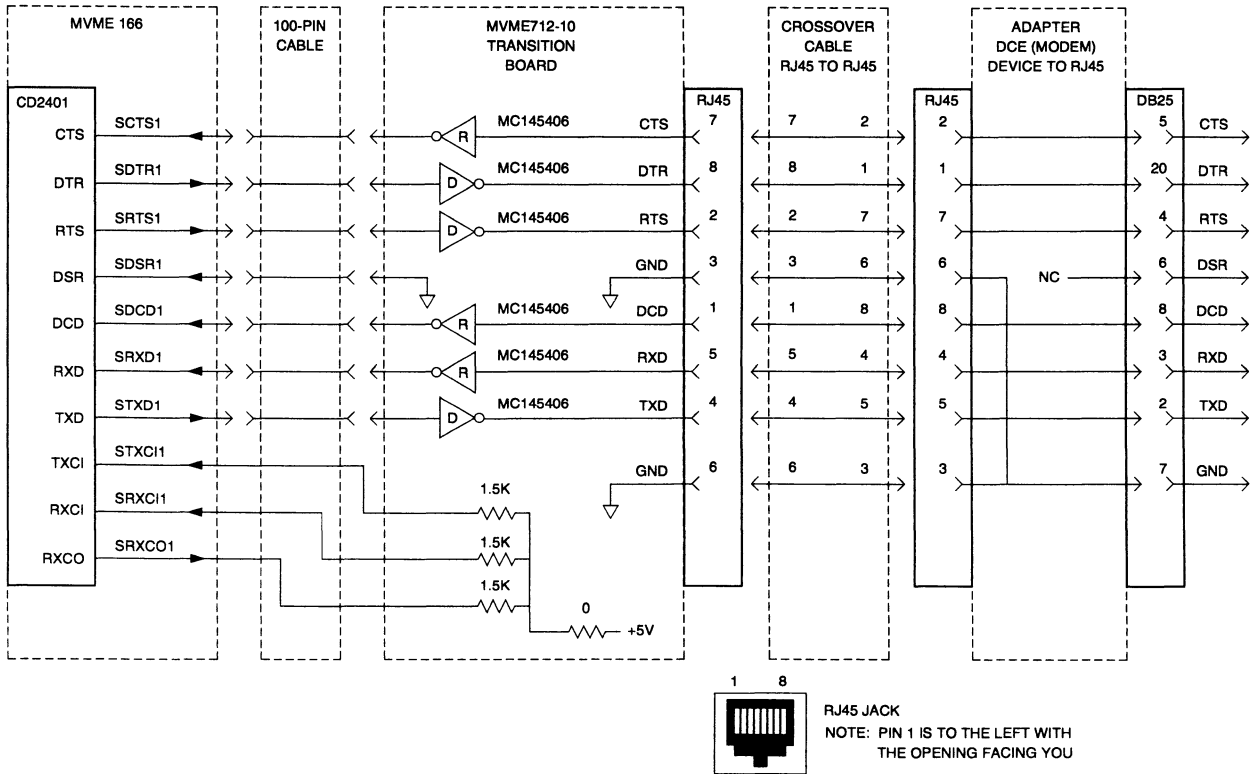 MVME 166
100-PIN
CABLE
MVME712-10
TRANSITION
BOARD
CROSSOVER
CABLE
RJ45 TO RJ45
ADAPTER
DCE (MODEM)
DEVICE TO RJ45
CD2401
RJ45
RJ45
DB25
CTS SCTS1 R MC145406 CTS 7 7 2 2 5 CTS
DTR SDTR1 D MC145406 DTR 8 8 1 1 20 DTR
RTS SRTS1 D MC145406 RTS 2 2 7 7 4 RTS
DSR SDSR1 GND 3 3 6 6 NC 6 DSR
DCD SDCD1 R MC145406 DCD 1 1 8 8 8 DCD
RXD SRXD1 R MC145406 RXD 5 5 4 4 3 RXD
TXD STXD1 D MC145406 TXD 4 4 5 5 2 TXD
TXCI STXCI1 GND 6 6 3 3 7 GND
1.5K
RXCI SRXCI1
1.5K
RXCO SRXCO1
1.5K
0
+5V
1 8
RJ45 JACK
NOTE: PIN 1 IS TO THE LEFT WITH
THE OPENING FACING YOU